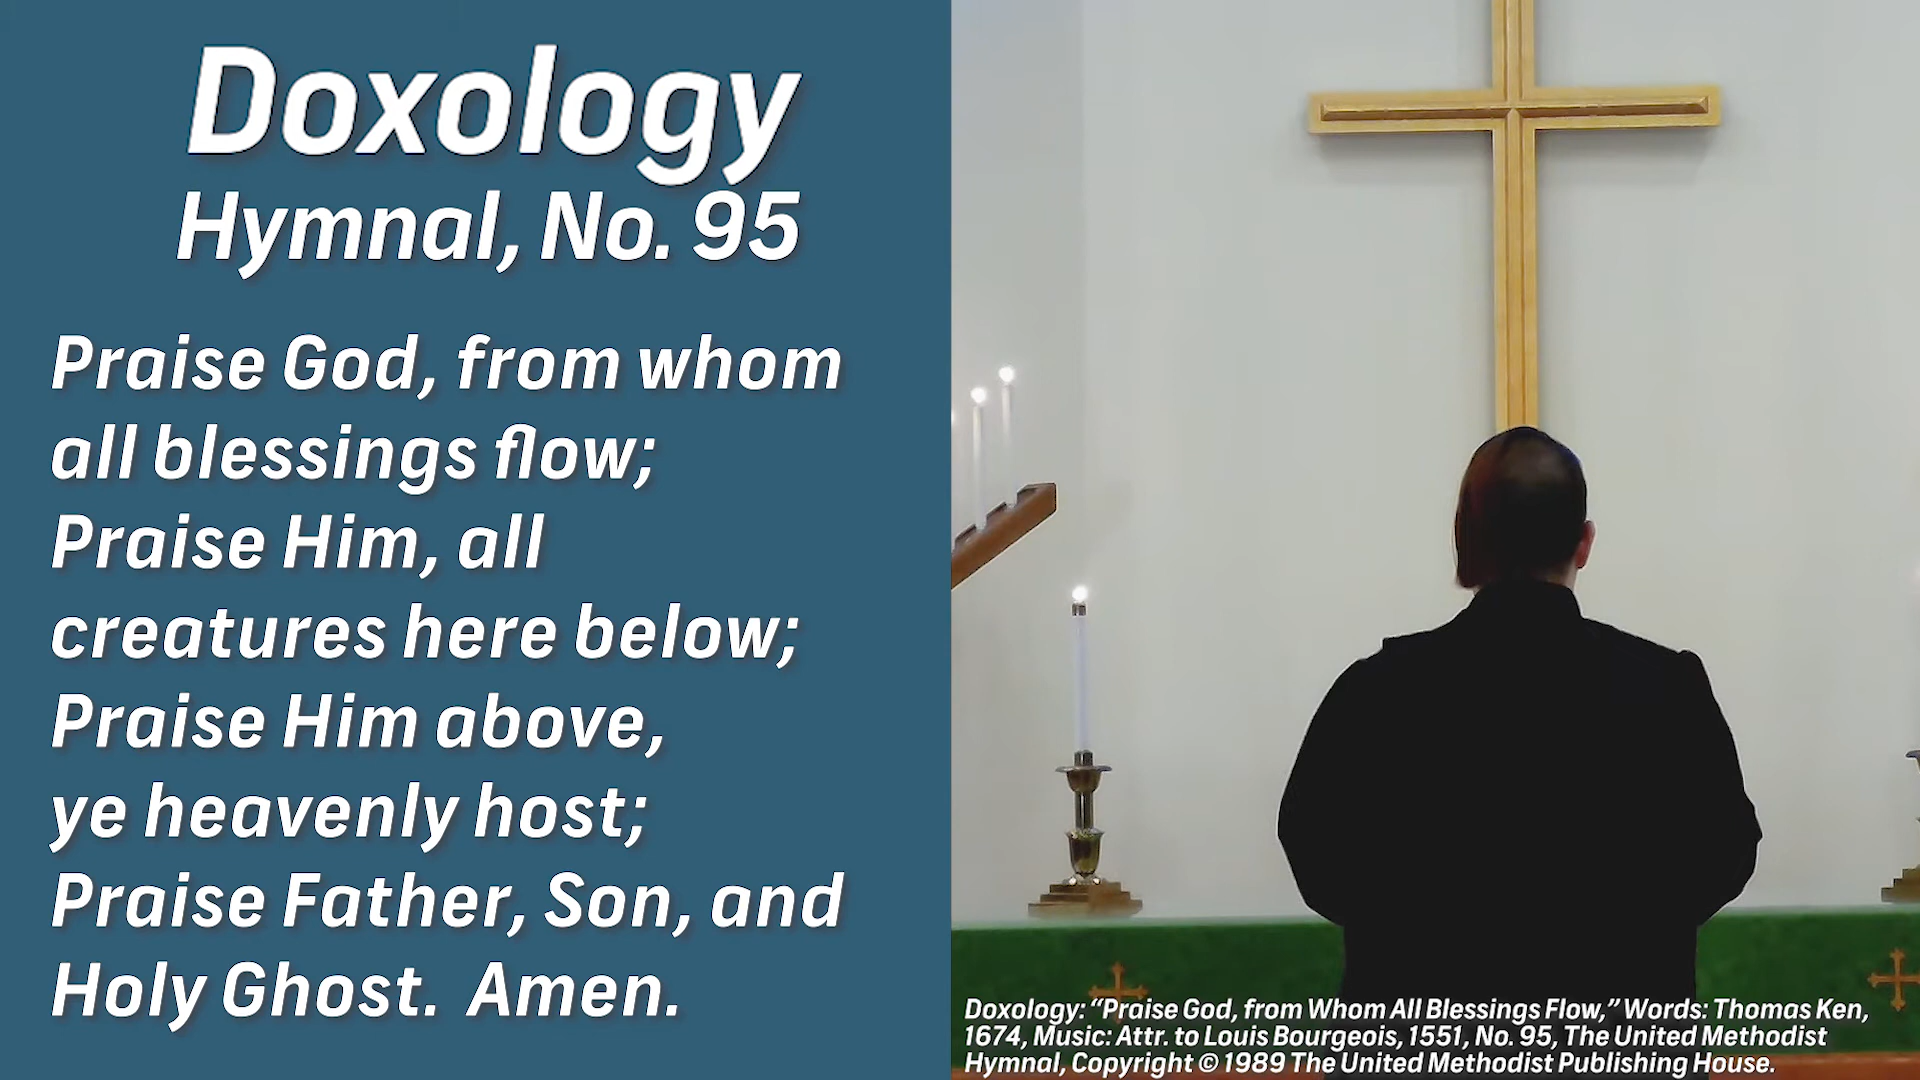 Doxology
Hymnal, No. 95
Praise God, from whom
all blessings flow;
Praise Him, all
creatures here below;
Praise Him above,
ye heavenly host;
Praise Father, Son, and
Holy Ghost.  Amen.
Doxology: “Praise God, from Whom All Blessings Flow,” Words: Thomas Ken,
1674, Music: Attr. to Louis Bourgeois, 1551, No. 95, The United Methodist
Hymnal, Copyright © 1989 The United Methodist Publishing House.